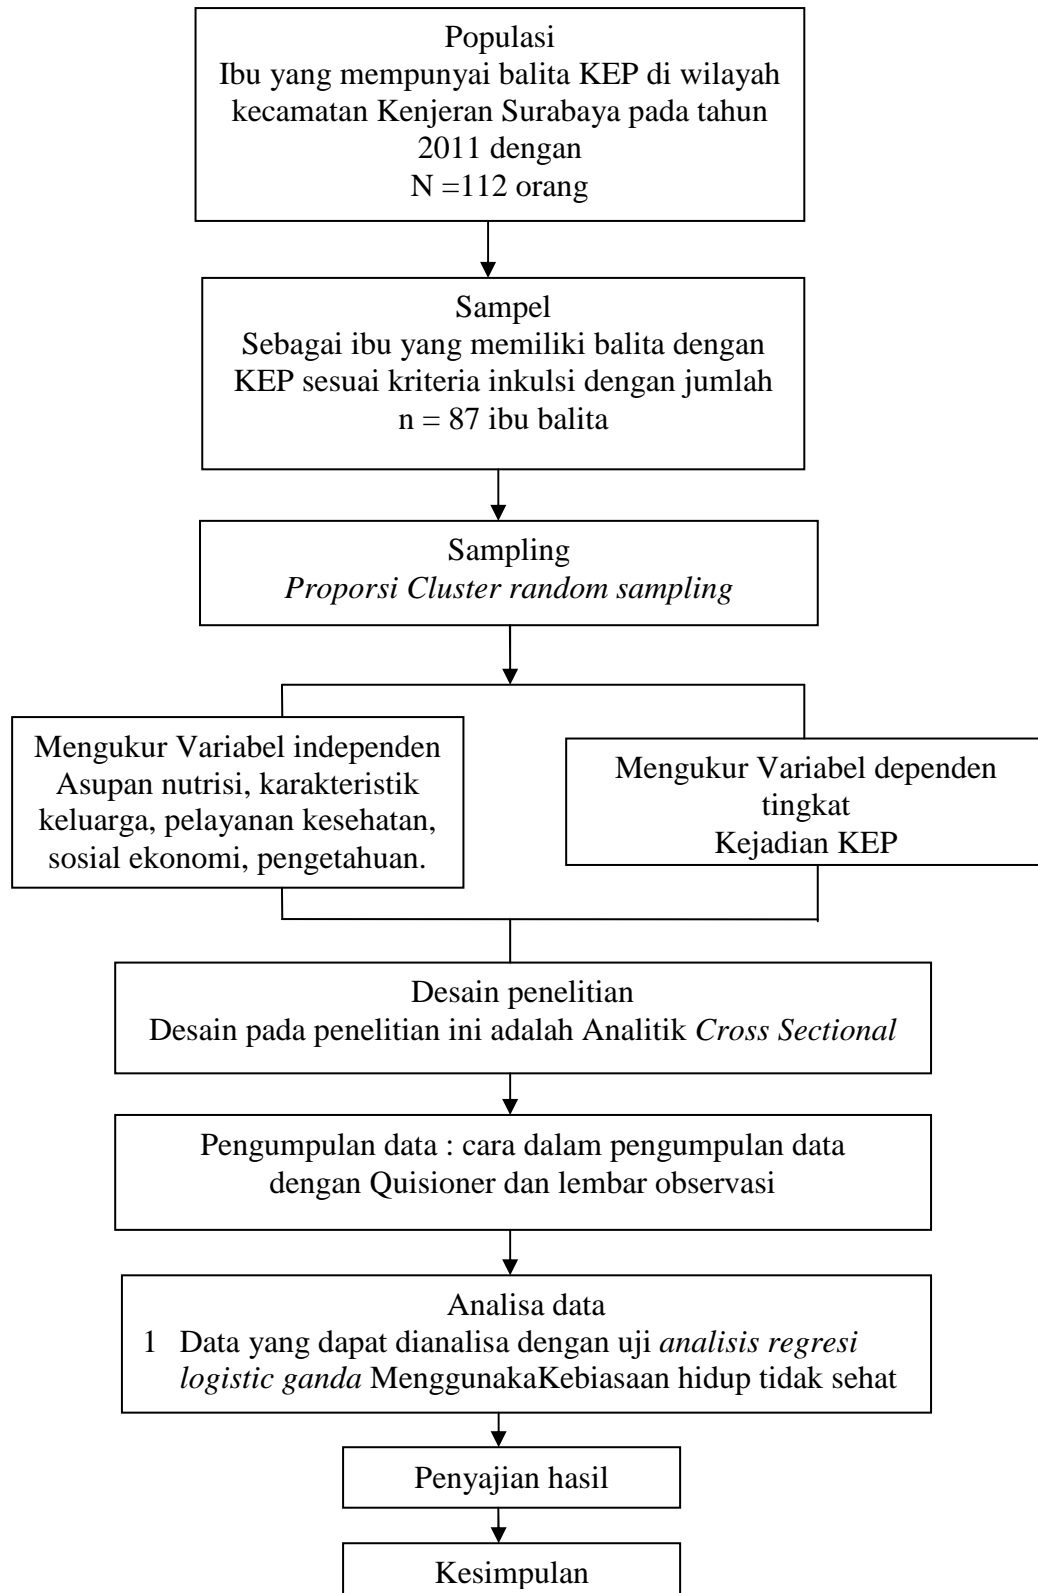 Populasi
Ibu yang mempunyai balita KEP di wilayah
kecamatan Kenjeran Surabaya pada tahun
2011 dengan
N =112 orang
Sampel
Sebagai ibu yang memiliki balita dengan
KEP sesuai kriteria inkulsi dengan jumlah
n = 87 ibu balita
Sampling
Proporsi Cluster random sampling
Mengukur Variabel independen
Asupan nutrisi, karakteristik
keluarga, pelayanan kesehatan,
sosial ekonomi, pengetahuan.
Mengukur Variabel dependen
tingkat
Kejadian KEP
Desain penelitian
Desain pada penelitian ini adalah Analitik Cross Sectional
Pengumpulan data : cara dalam pengumpulan data
dengan Quisioner dan lembar observasi
Analisa data
1 Data yang dapat dianalisa dengan uji analisis regresi
logistic ganda MenggunakaKebiasaan hidup tidak sehat
Penyajian hasil
Kesimpulan